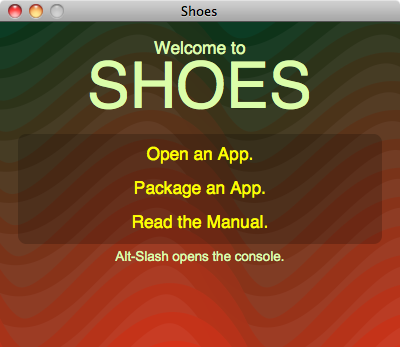 Shoes
Welcome to
SHOES
Open an App.
Package an App.
Read the Manual.
Alt-Slash opens the console.